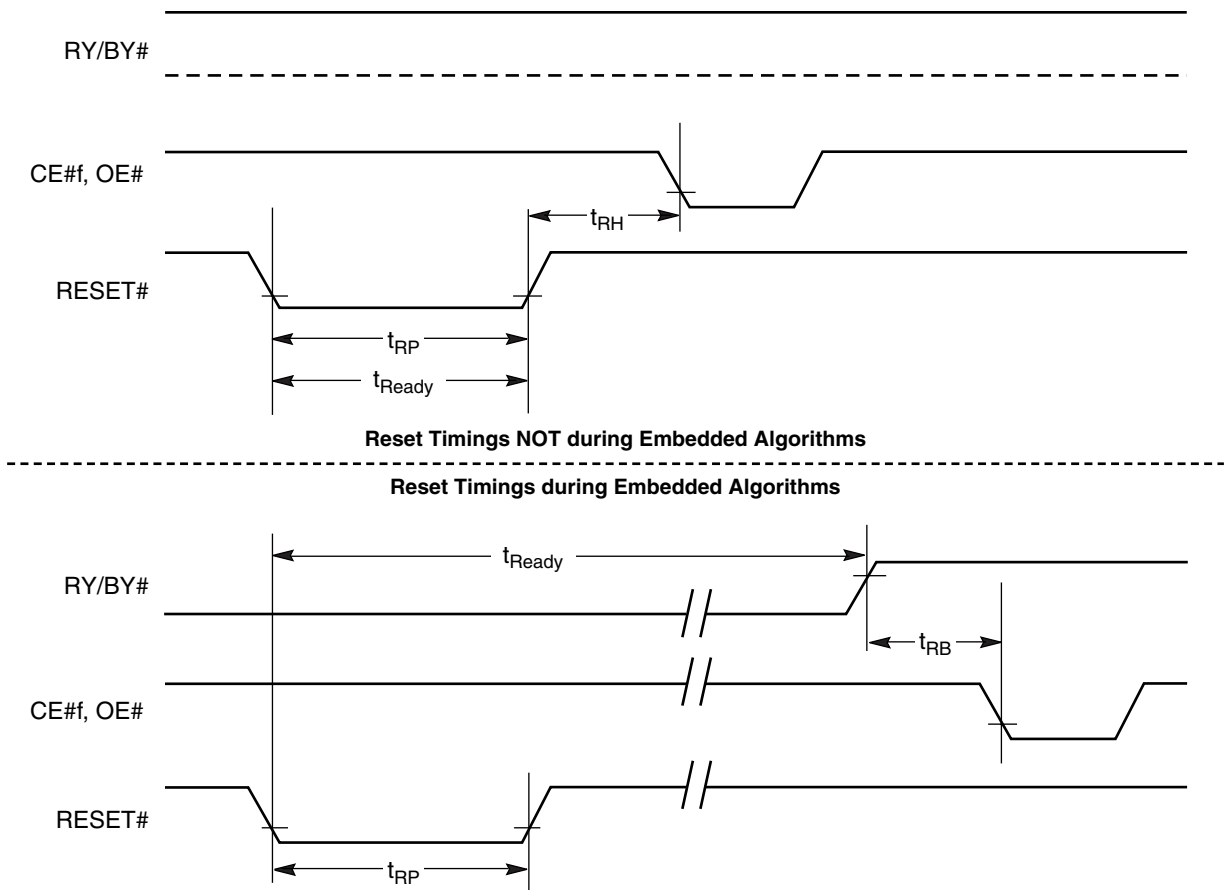 RY/BY#
CE#f, OE#
tRH
RESET#
tRP
tReady
Reset Timings NOT during Embedded Algorithms
Reset Timings during Embedded Algorithms
tReady
RY/BY#
tRB
CE#f, OE#
RESET#
tRP